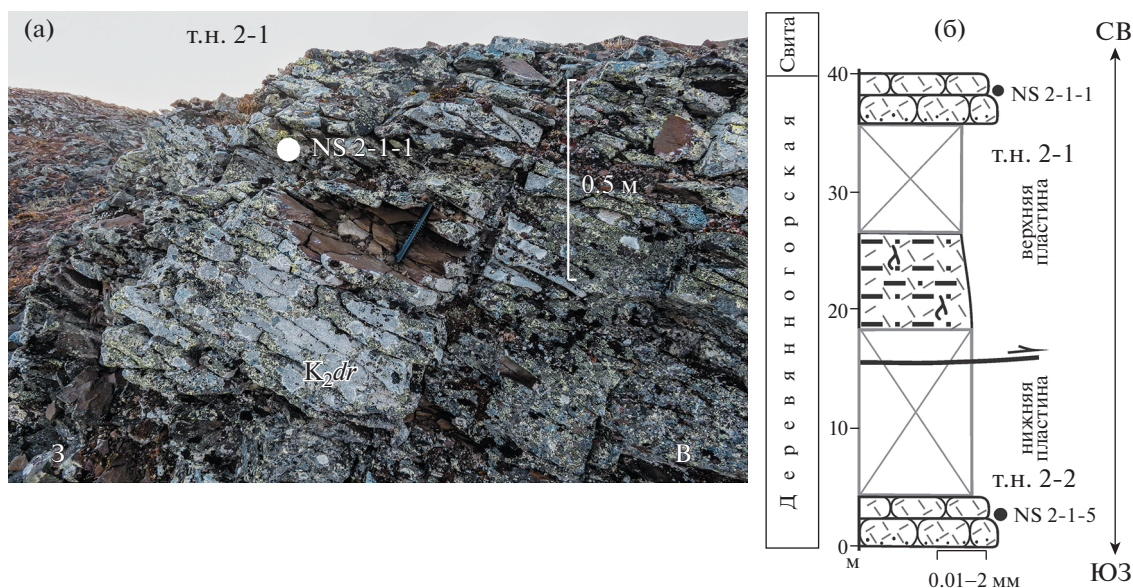 (а)
т.н. 2-1
NS 2-1-1
0.5 м
K₂dr
З
В
(б)
Свита
Деревянногорская
СВ
40
NS 2-1-1
т.н. 2-1
30
верхняя
пластина
20
10
нижняя
пластина
т.н. 2-2
NS 2-1-5
0
м
0.01–2 мм
ЮЗ